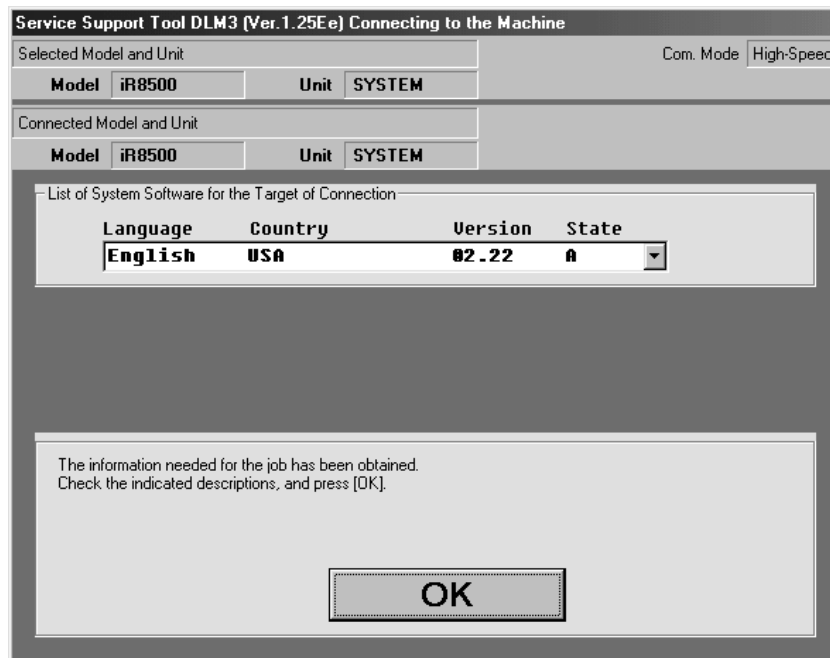 Service Support Tool DLM3 (Ver.1.25Ee) Connecting to the Machine
Selected Model and Unit Com. Mode High-Speed
Model iR8500 Unit SYSTEM
Connected Model and Unit
Model iR8500 Unit SYSTEM
List of System Software for the Target of Connection
Language Country Version State
English USA 02.22 A
The information needed for the job has been obtained.
Check the indicated descriptions, and press [OK].
OK